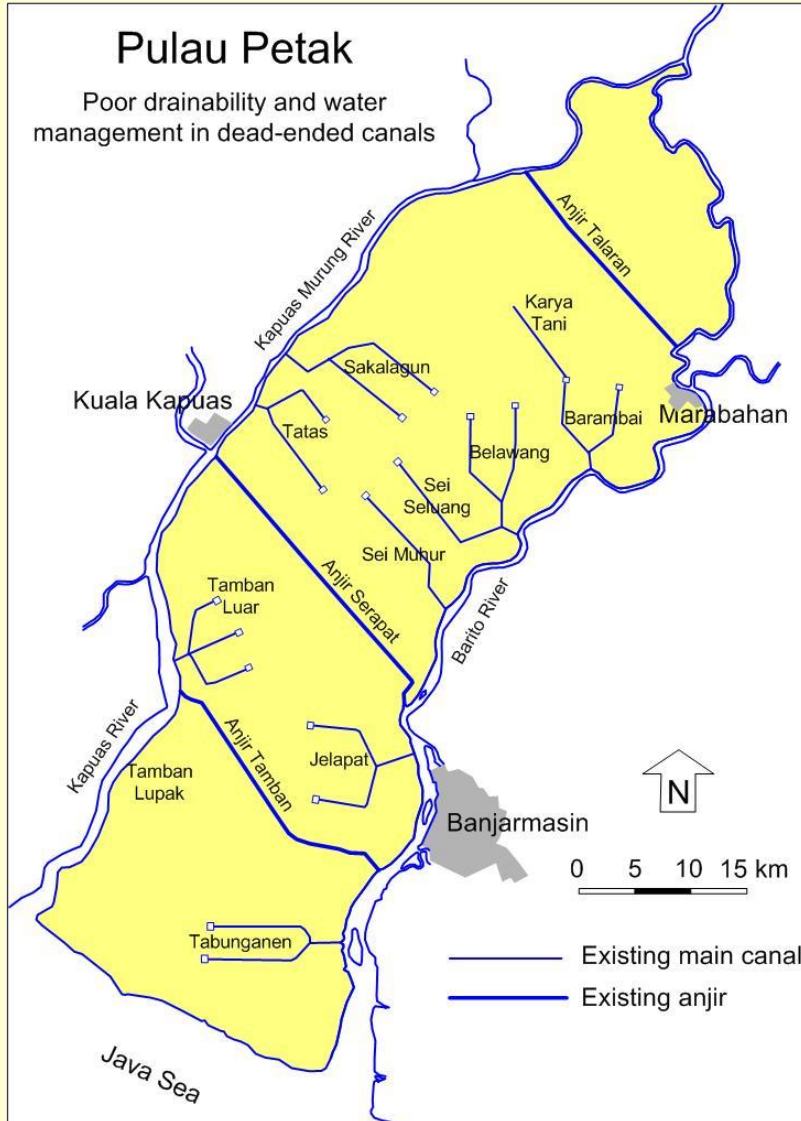 Pulau Petak
Poor drainability and water
management in dead-ended canals
Anjir Talaran
Kapuas Murung River
Karya
Tani
Sakalagun
Kuala Kapuas
Marabahan
Barambai
Tatas
Belawang
Sei
Seluang
Sei Muhur
Anjir Serapat
Tamban
Luar
Barito River
Kapuas River
Anjir Tamban
Jelapat
Tamban
Lupak
N
Banjarmasin
0 5 10 15 km
Tabunganen
Existing main canal
Existing anjir
Java Sea